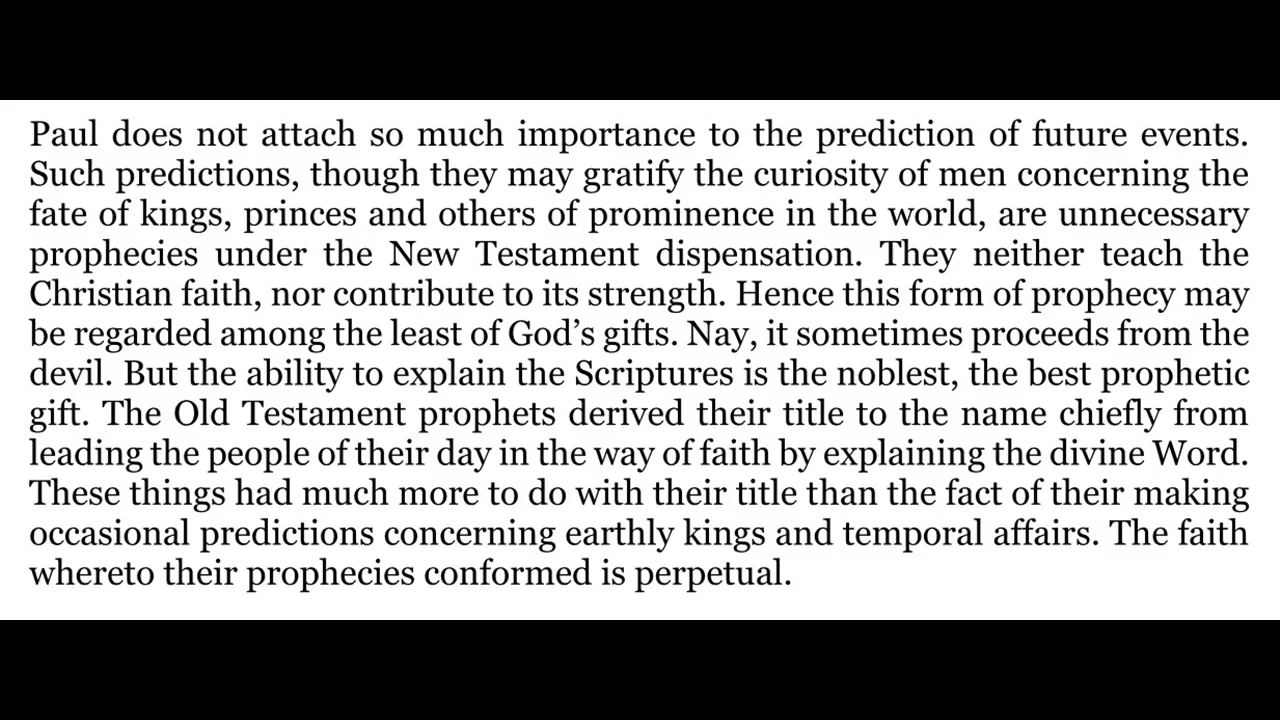 Paul does not attach so much importance to the prediction of future events.
Such predictions, though they may gratify the curiosity of men concerning the
fate of kings, princes and others of prominence in the world, are unnecessary
prophecies under the New Testament dispensation. They neither teach the
Christian faith, nor contribute to its strength. Hence this form of prophecy may
be regarded among the least of God’s gifts. Nay, it sometimes proceeds from the
devil. But the ability to explain the Scriptures is the noblest, the best prophetic
gift. The Old Testament prophets derived their title to the name chiefly from
leading the people of their day in the way of faith by explaining the divine Word.
These things had much more to do with their title than the fact of their making
occasional predictions concerning earthly kings and temporal affairs. The faith
whereto their prophecies conformed is perpetual.